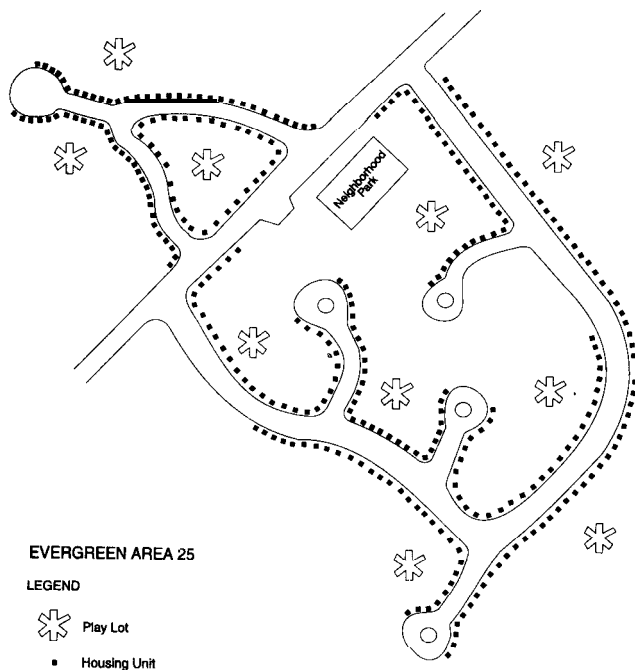 Neighborhood
Park
EVERGREEN AREA 25
LEGEND
Play Lot
Housing Unit